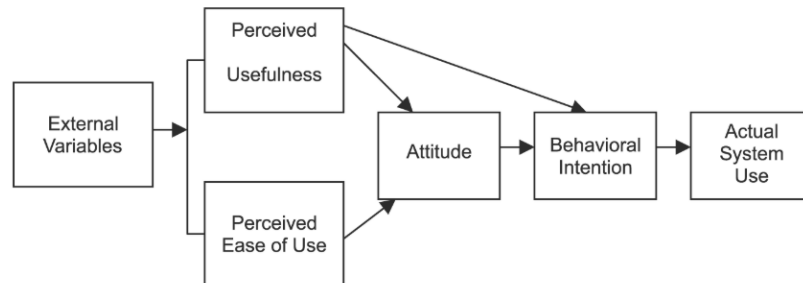 Perceived
Usefulness
External
Variables
Attitude
Behavioral
Intention
Actual
System
Use
Perceived
Ease of Use